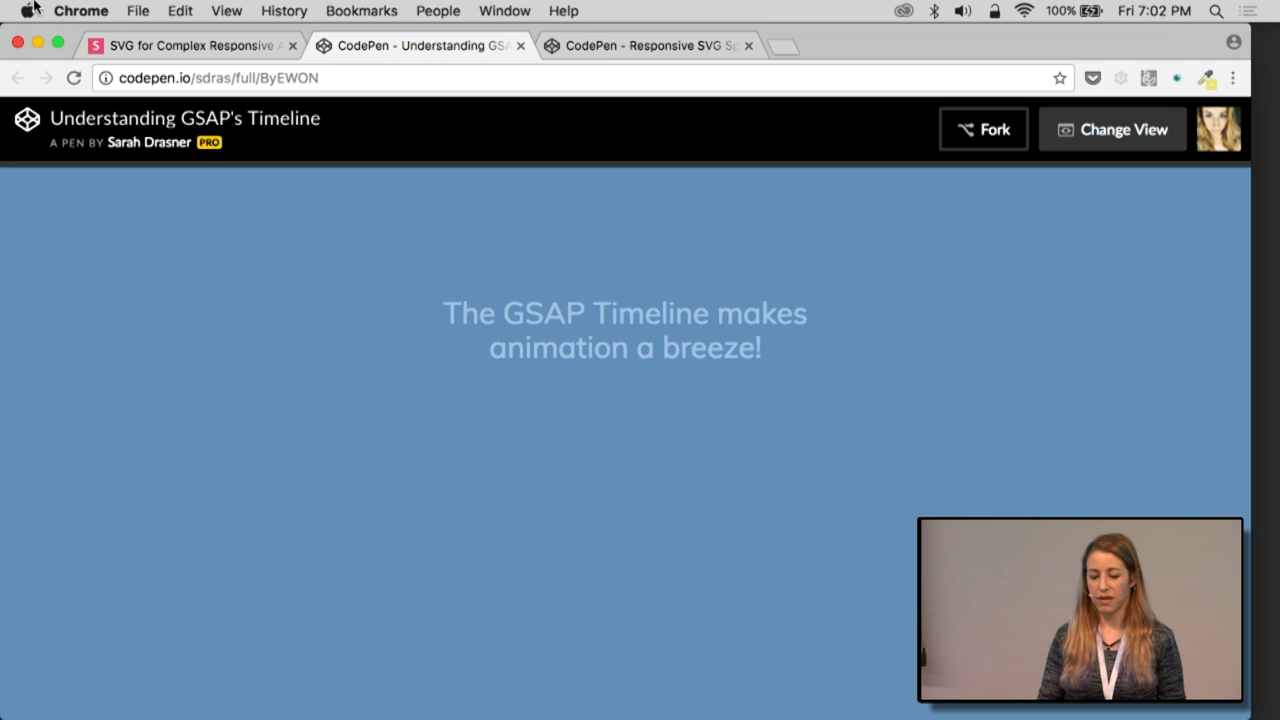 Chrome File Edit View History Bookmarks People Window Help 100% Fri 7:02 PM
S SVG for Complex Responsive A CodePen - Understanding GSA CodePen - Responsive SVG Sp
codepen.io/sdras/full/ByEWON
Understanding GSAP's Timeline
A PEN BY Sarah Drasner PRO
Fork Change View
The GSAP Timeline makes
animation a breeze!